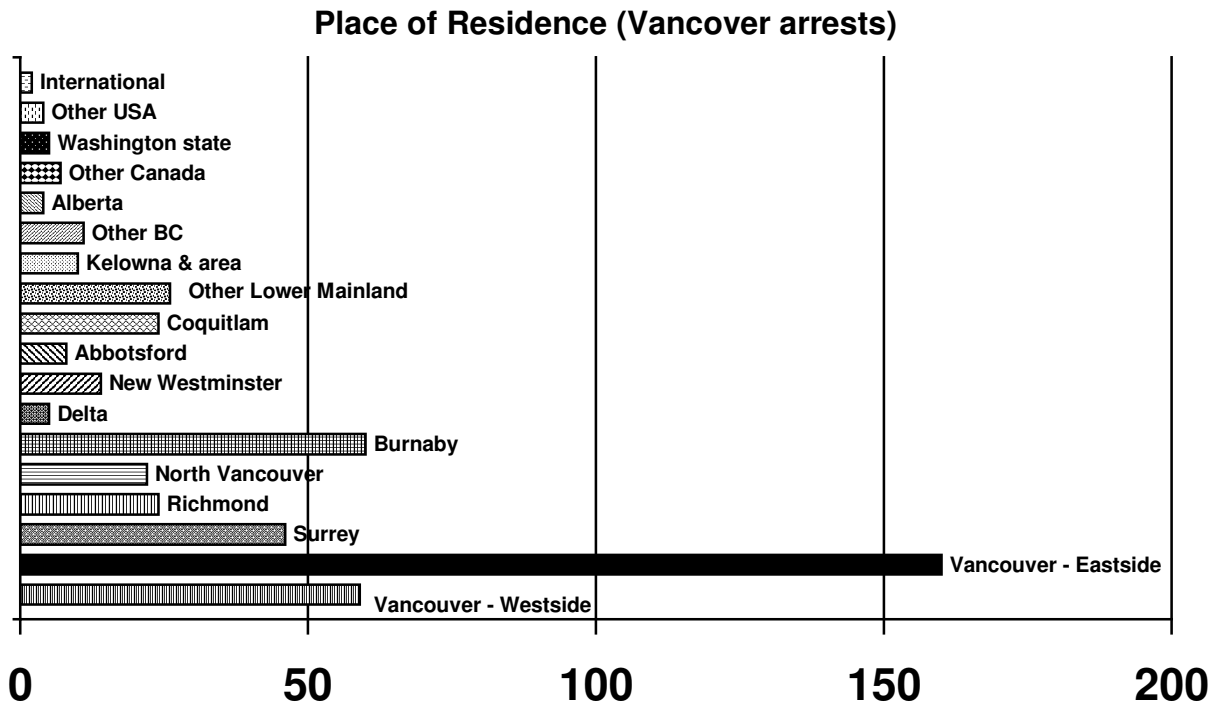 Place of Residence (Vancover arrests)
International
Other USA
Washington state
Other Canada
Alberta
Other BC
Kelowna & area
Other Lower Mainland
Coquitlam
Abbotsford
New Westminster
Delta
Burnaby
North Vancouver
Richmond
Surrey
Vancouver - Eastside
Vancouver - Westside
0 50 100 150 200